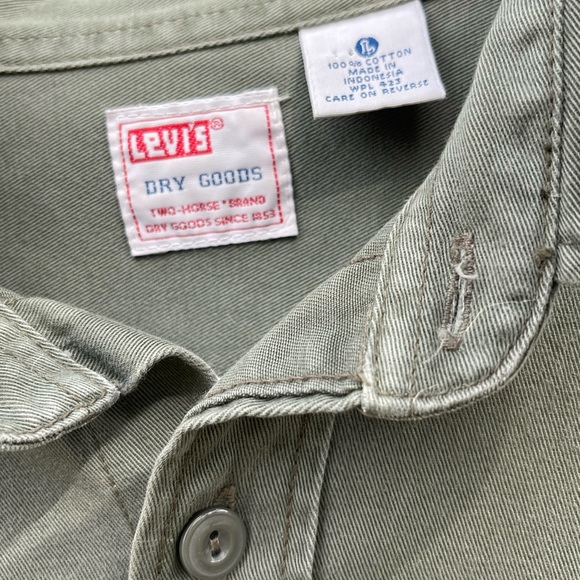 LEVI'S®
DRY GOODS
TWO-HORSE * BRAND
DRY GOODS SINCE 1853
L
100% COTTON
MADE IN
INDONESIA
WPL 423
CARE ON REVERSE